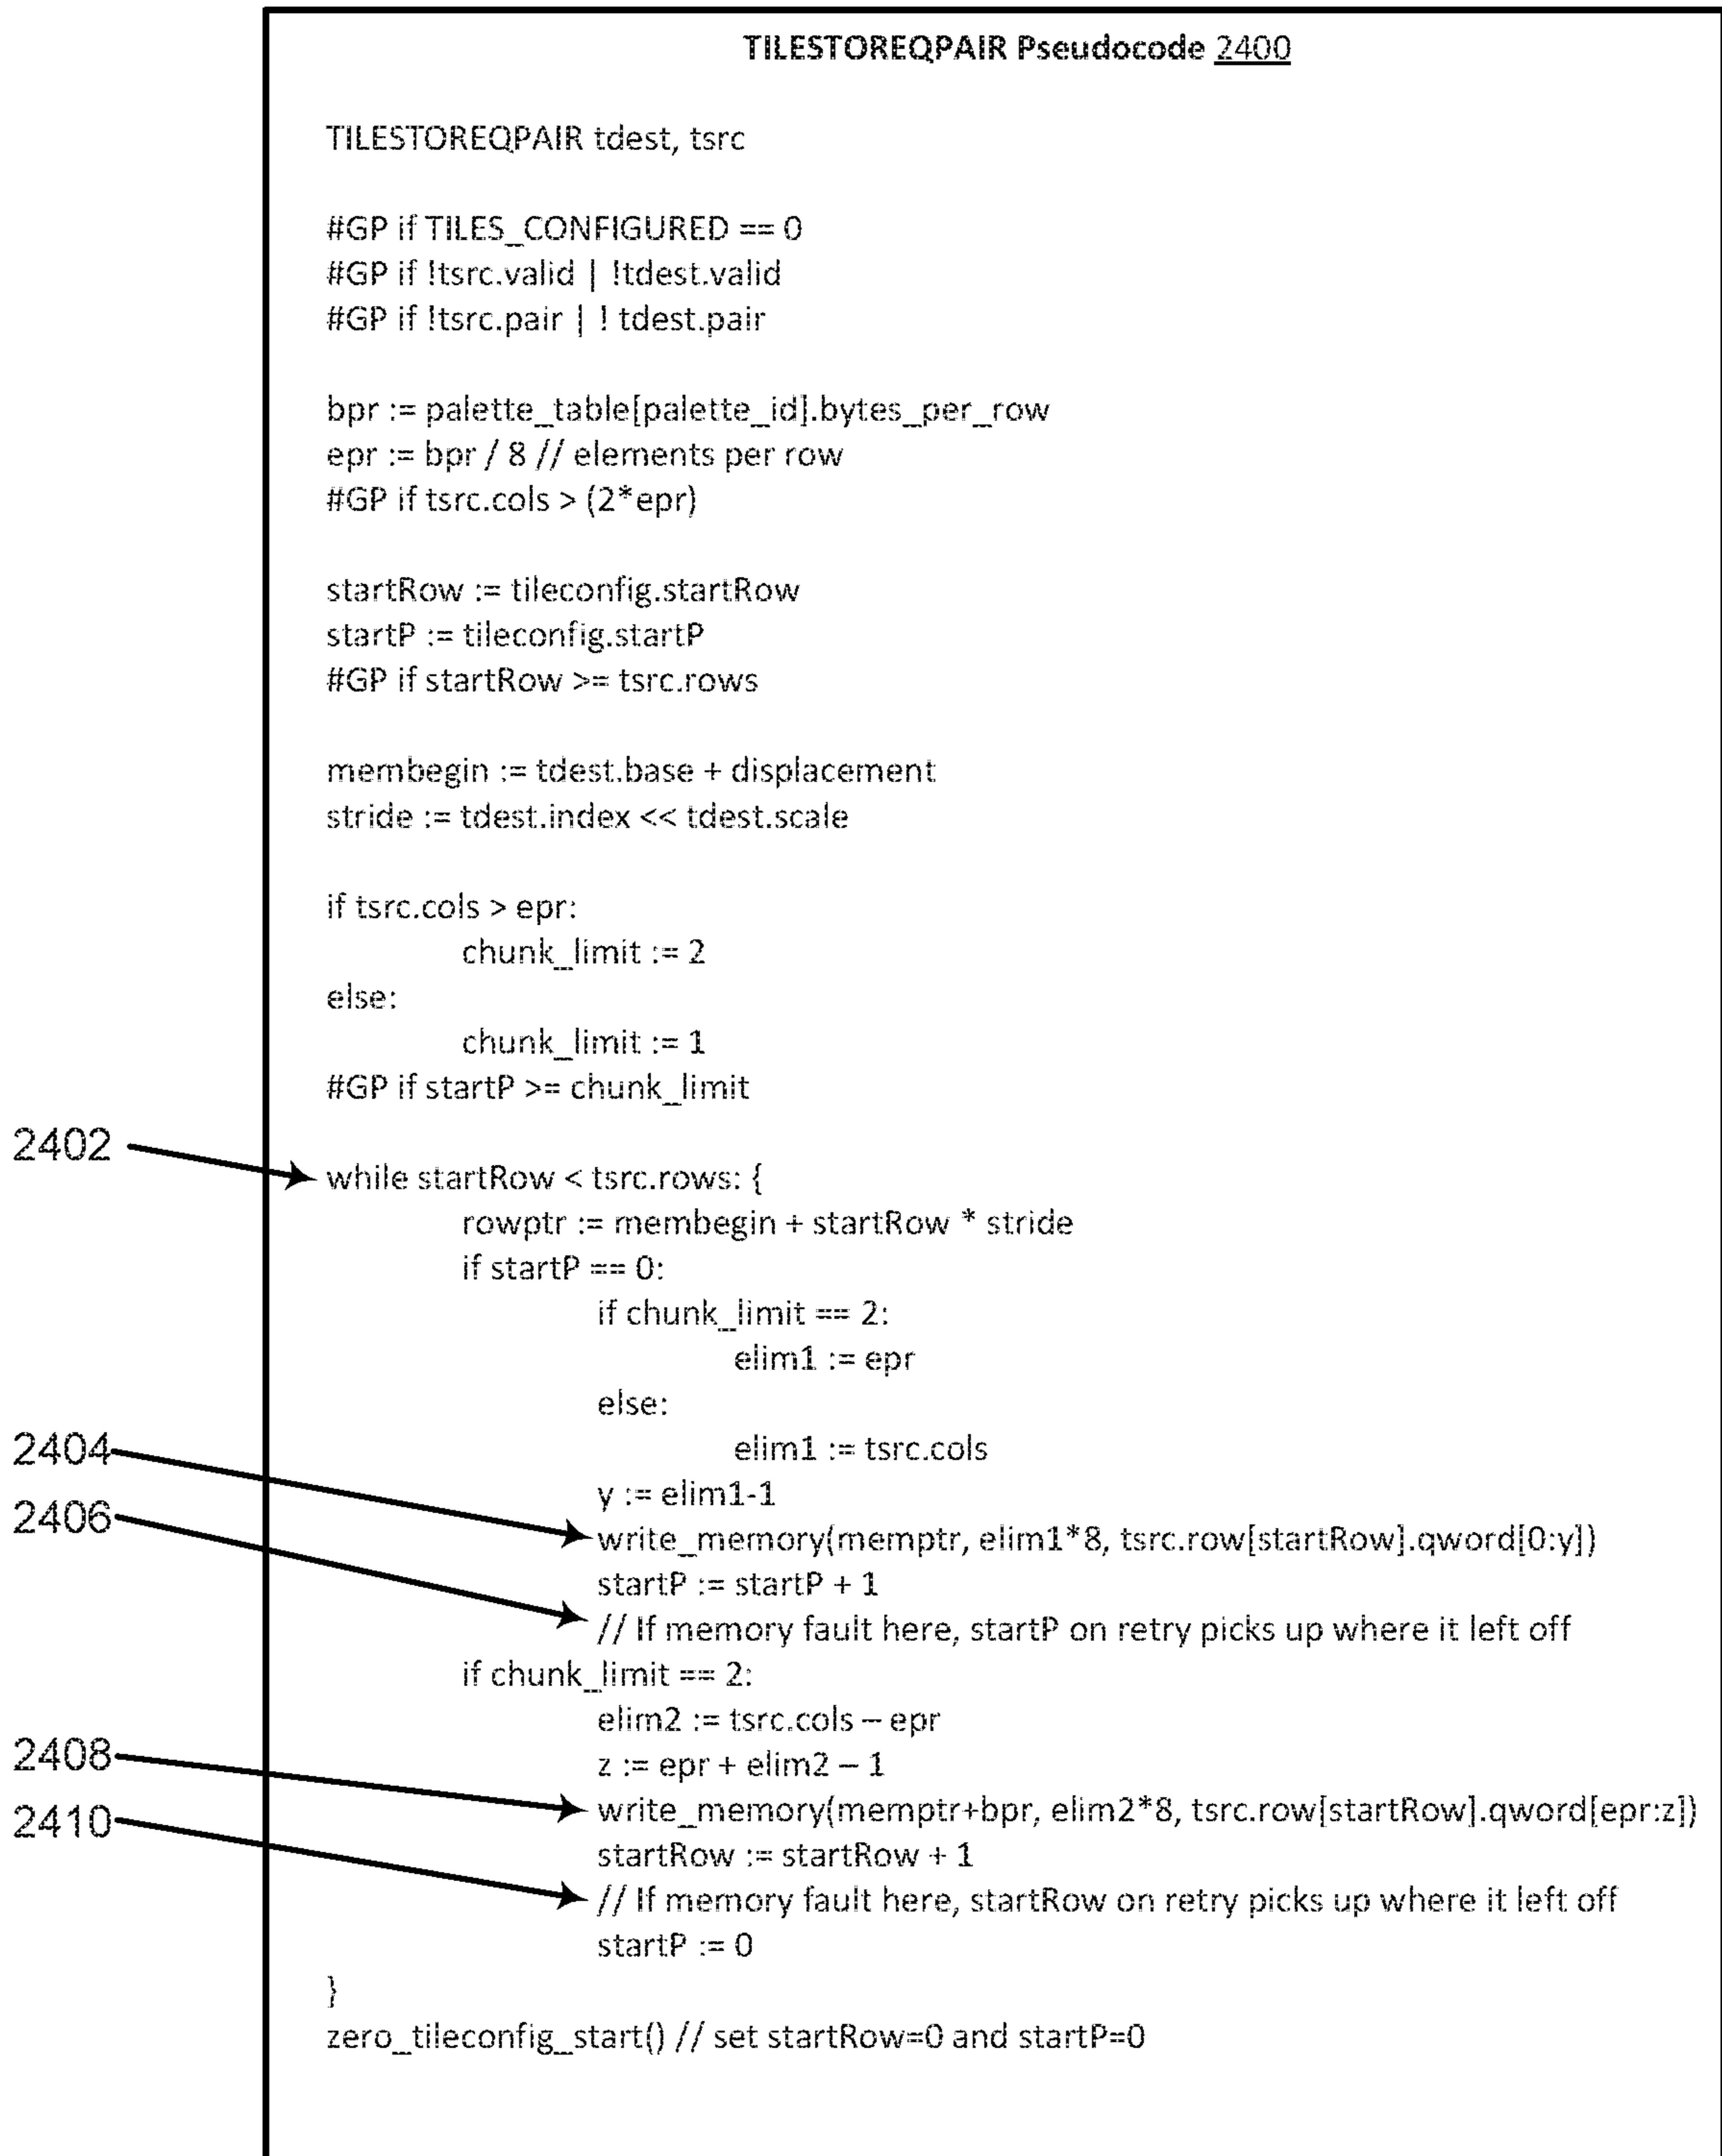 TILESTOREQPAIR Pseudocode 2400
TILESTOREQPAIR tdest, tsrc
#GP if TILES_CONFIGURED == 0
#GP if !tsrc.valid | !tdest.valid
#GP if !tsrc.pair | ! tdest.pair
bpr := palette_table[palette_id].bytes_per_row
epr := bpr / 8 // elements per row
#GP if tsrc.cols > (2*epr)
startRow := tileconfig.startRow
startP := tileconfig.startP
#GP if startRow >= tsrc.rows
membegin := tdest.base + displacement
stride := tdest.index << tdest.scale
if tsrc.cols > epr:
chunk_limit := 2
else:
chunk_limit := 1
#GP if startP >= chunk_limit
2402
while startRow < tsrc.rows: {
rowptr := membegin + startRow * stride
if startP == 0:
if chunk_limit == 2:
elim1 := epr
else:
elim1 := tsrc.cols
2404
y := elim1-1
2406
write_memory(memptr, elim1*8, tsrc.row[startRow].qword[0:y])
startP := startP + 1
// If memory fault here, startP on retry picks up where it left off
if chunk_limit == 2:
elim2 := tsrc.cols – epr
2408
z := epr + elim2 – 1
write_memory(memptr+bpr, elim2*8, tsrc.row[startRow].qword[epr:z])
2410
startRow := startRow + 1
// If memory fault here, startRow on retry picks up where it left off
startP := 0
}
zero_tileconfig_start() // set startRow=0 and startP=0